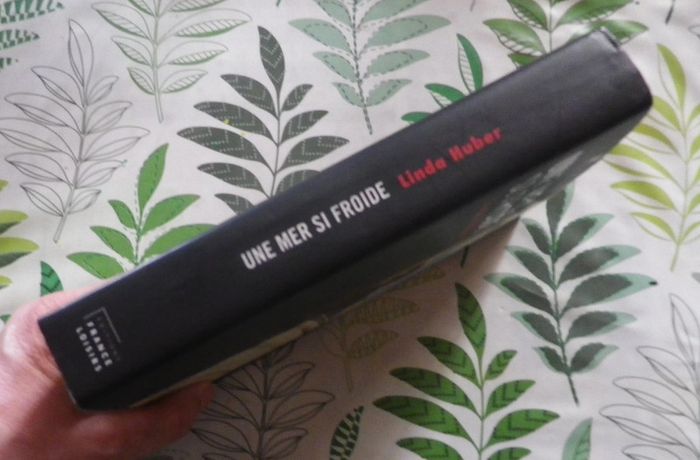 UNE MER SI FROIDE Linda Huber
FRANCE
LOISIRS